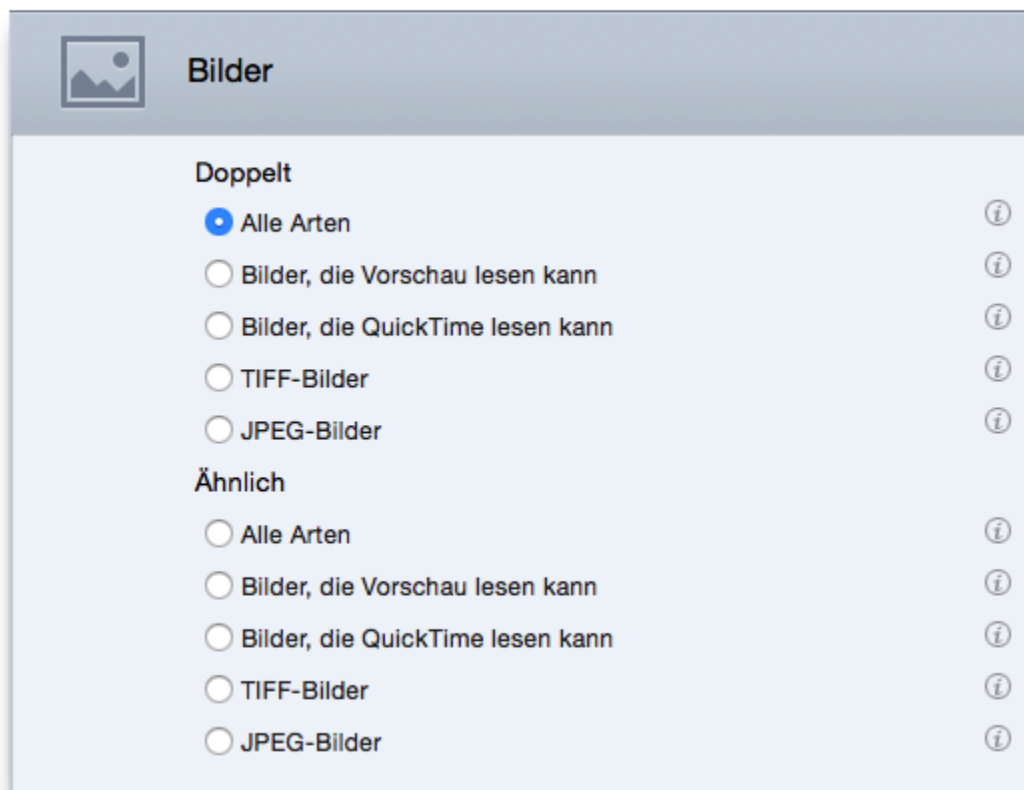 Bilder
Doppelt
Alle Arten
Bilder, die Vorschau lesen kann
Bilder, die QuickTime lesen kann
TIFF-Bilder
JPEG-Bilder
Ähnlich
Alle Arten
Bilder, die Vorschau lesen kann
Bilder, die QuickTime lesen kann
TIFF-Bilder
JPEG-Bilder